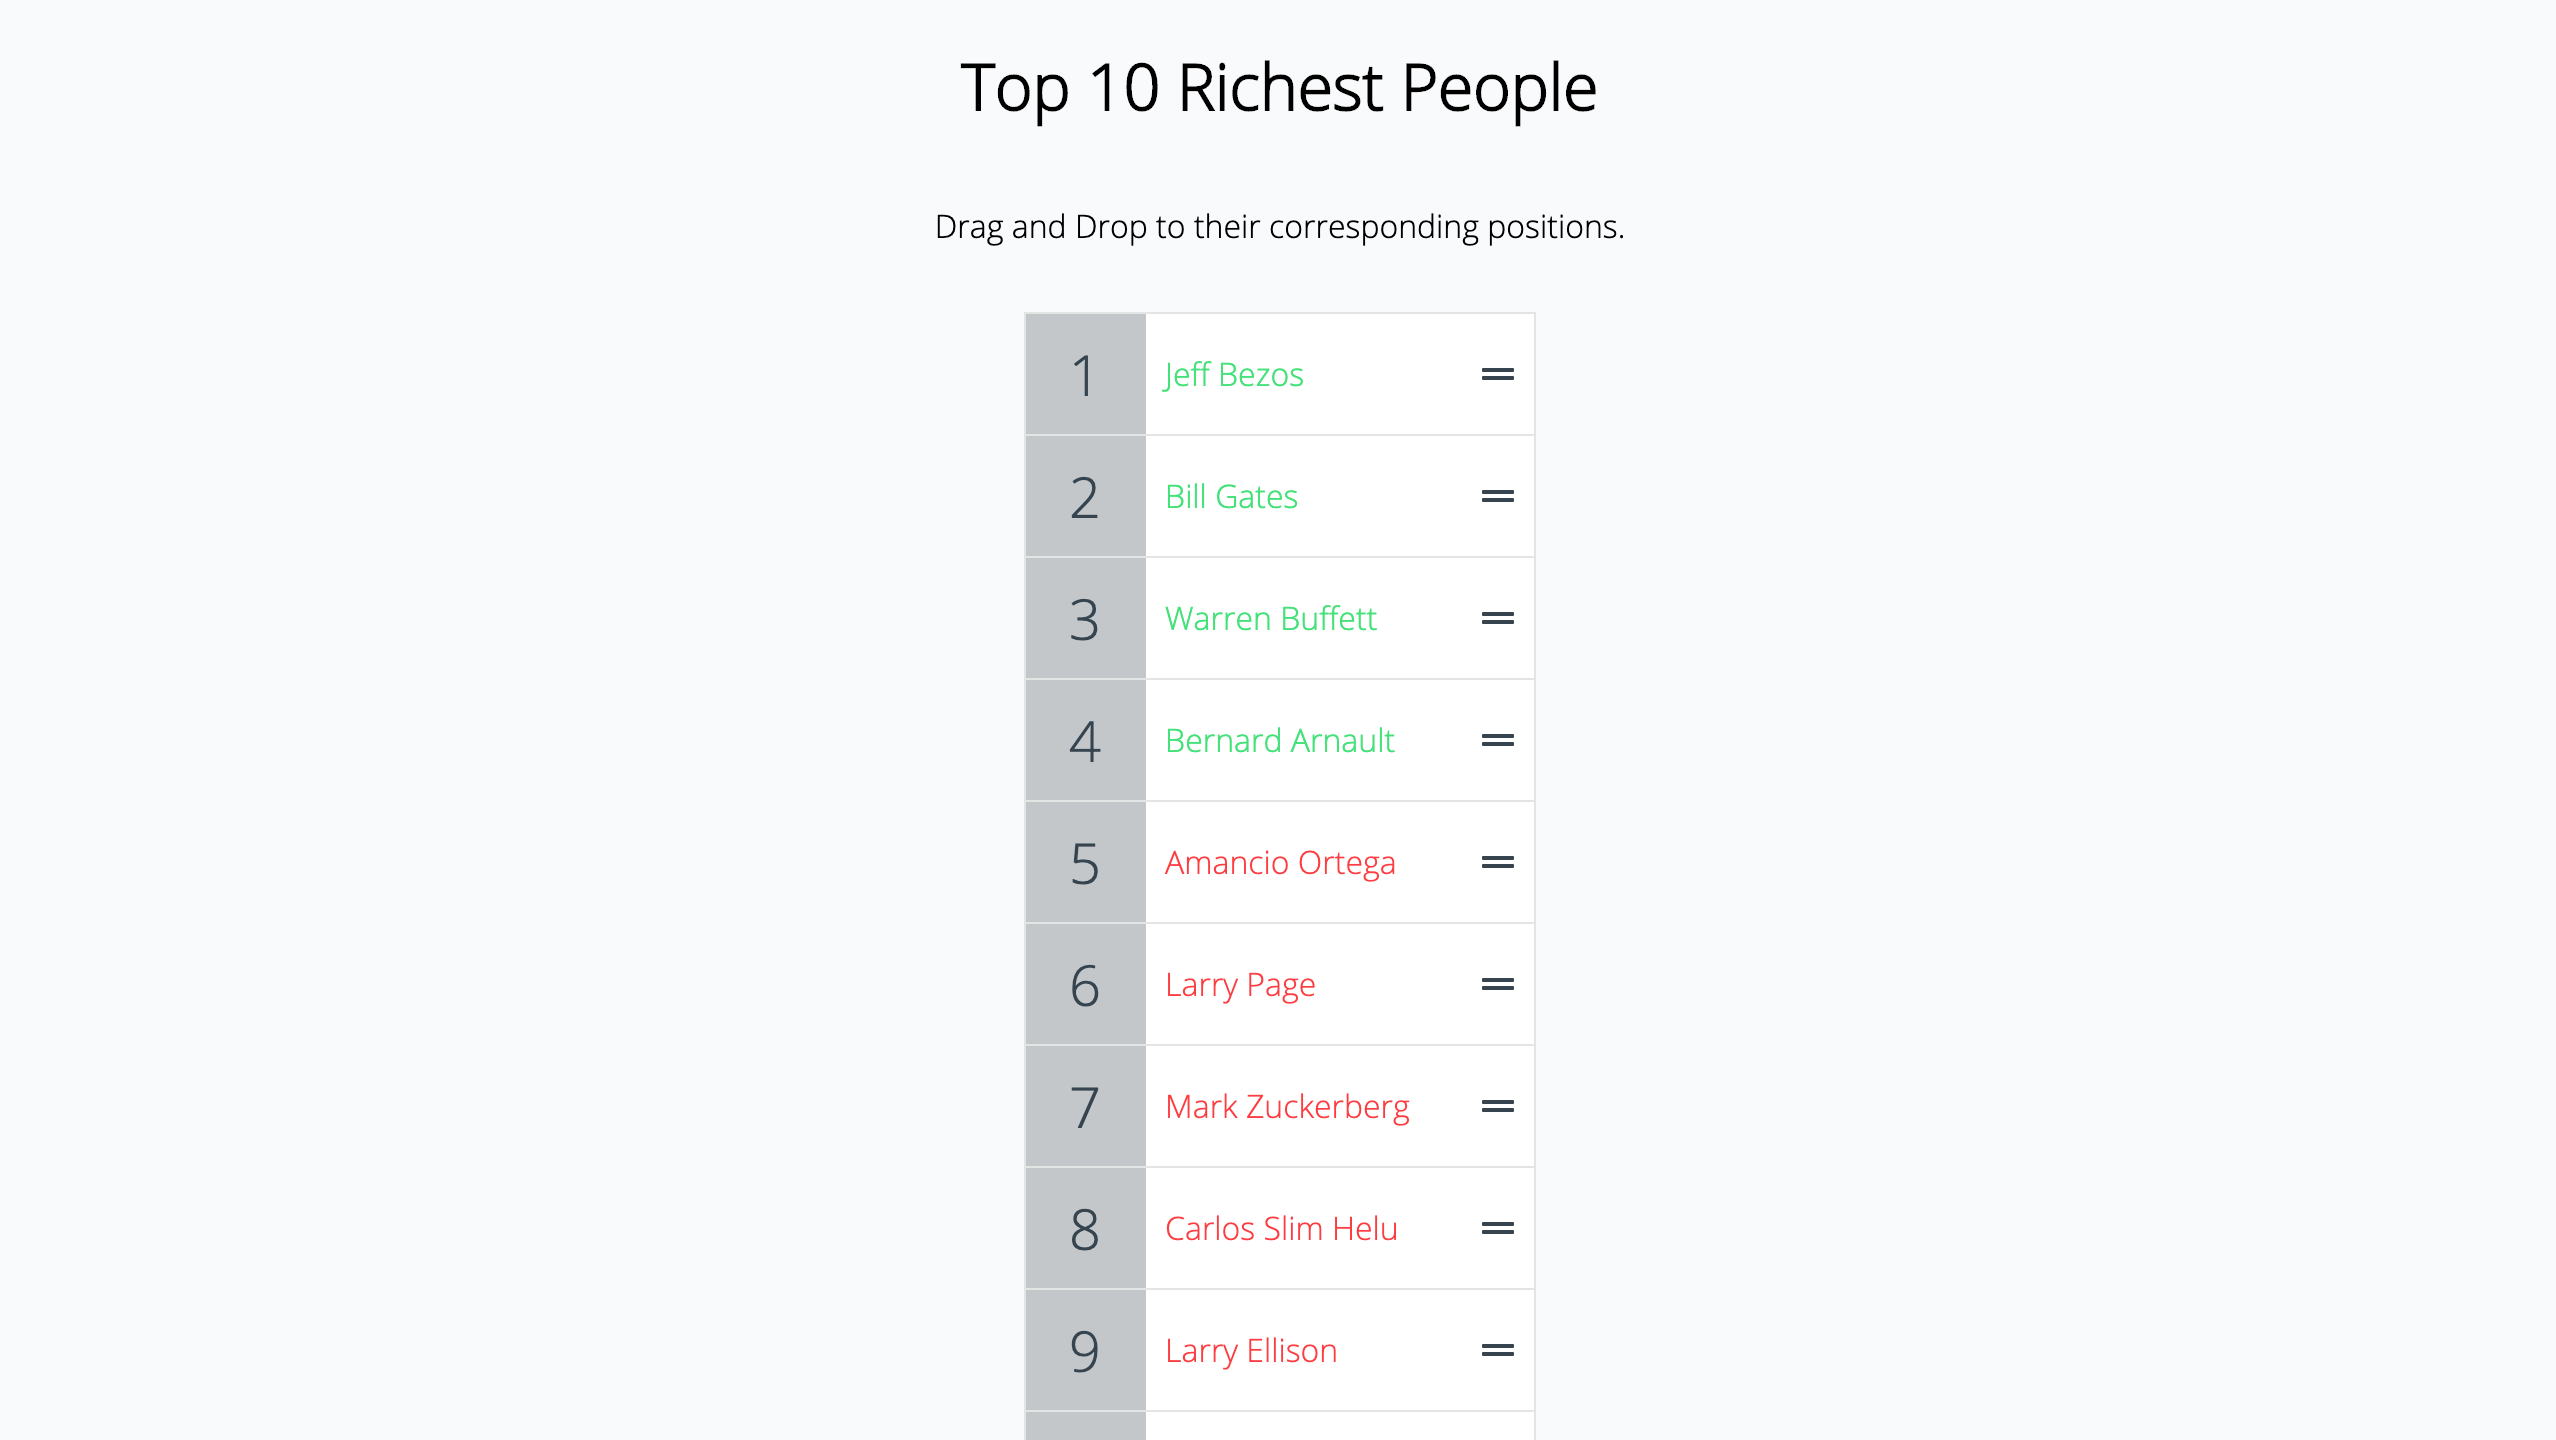 Top 10 Richest People
Drag and Drop to their corresponding positions.
1 Jeff Bezos
2 Bill Gates
3 Warren Buffett
4 Bernard Arnault
5 Amancio Ortega
6 Larry Page
7 Mark Zuckerberg
8 Carlos Slim Helu
9 Larry Ellison